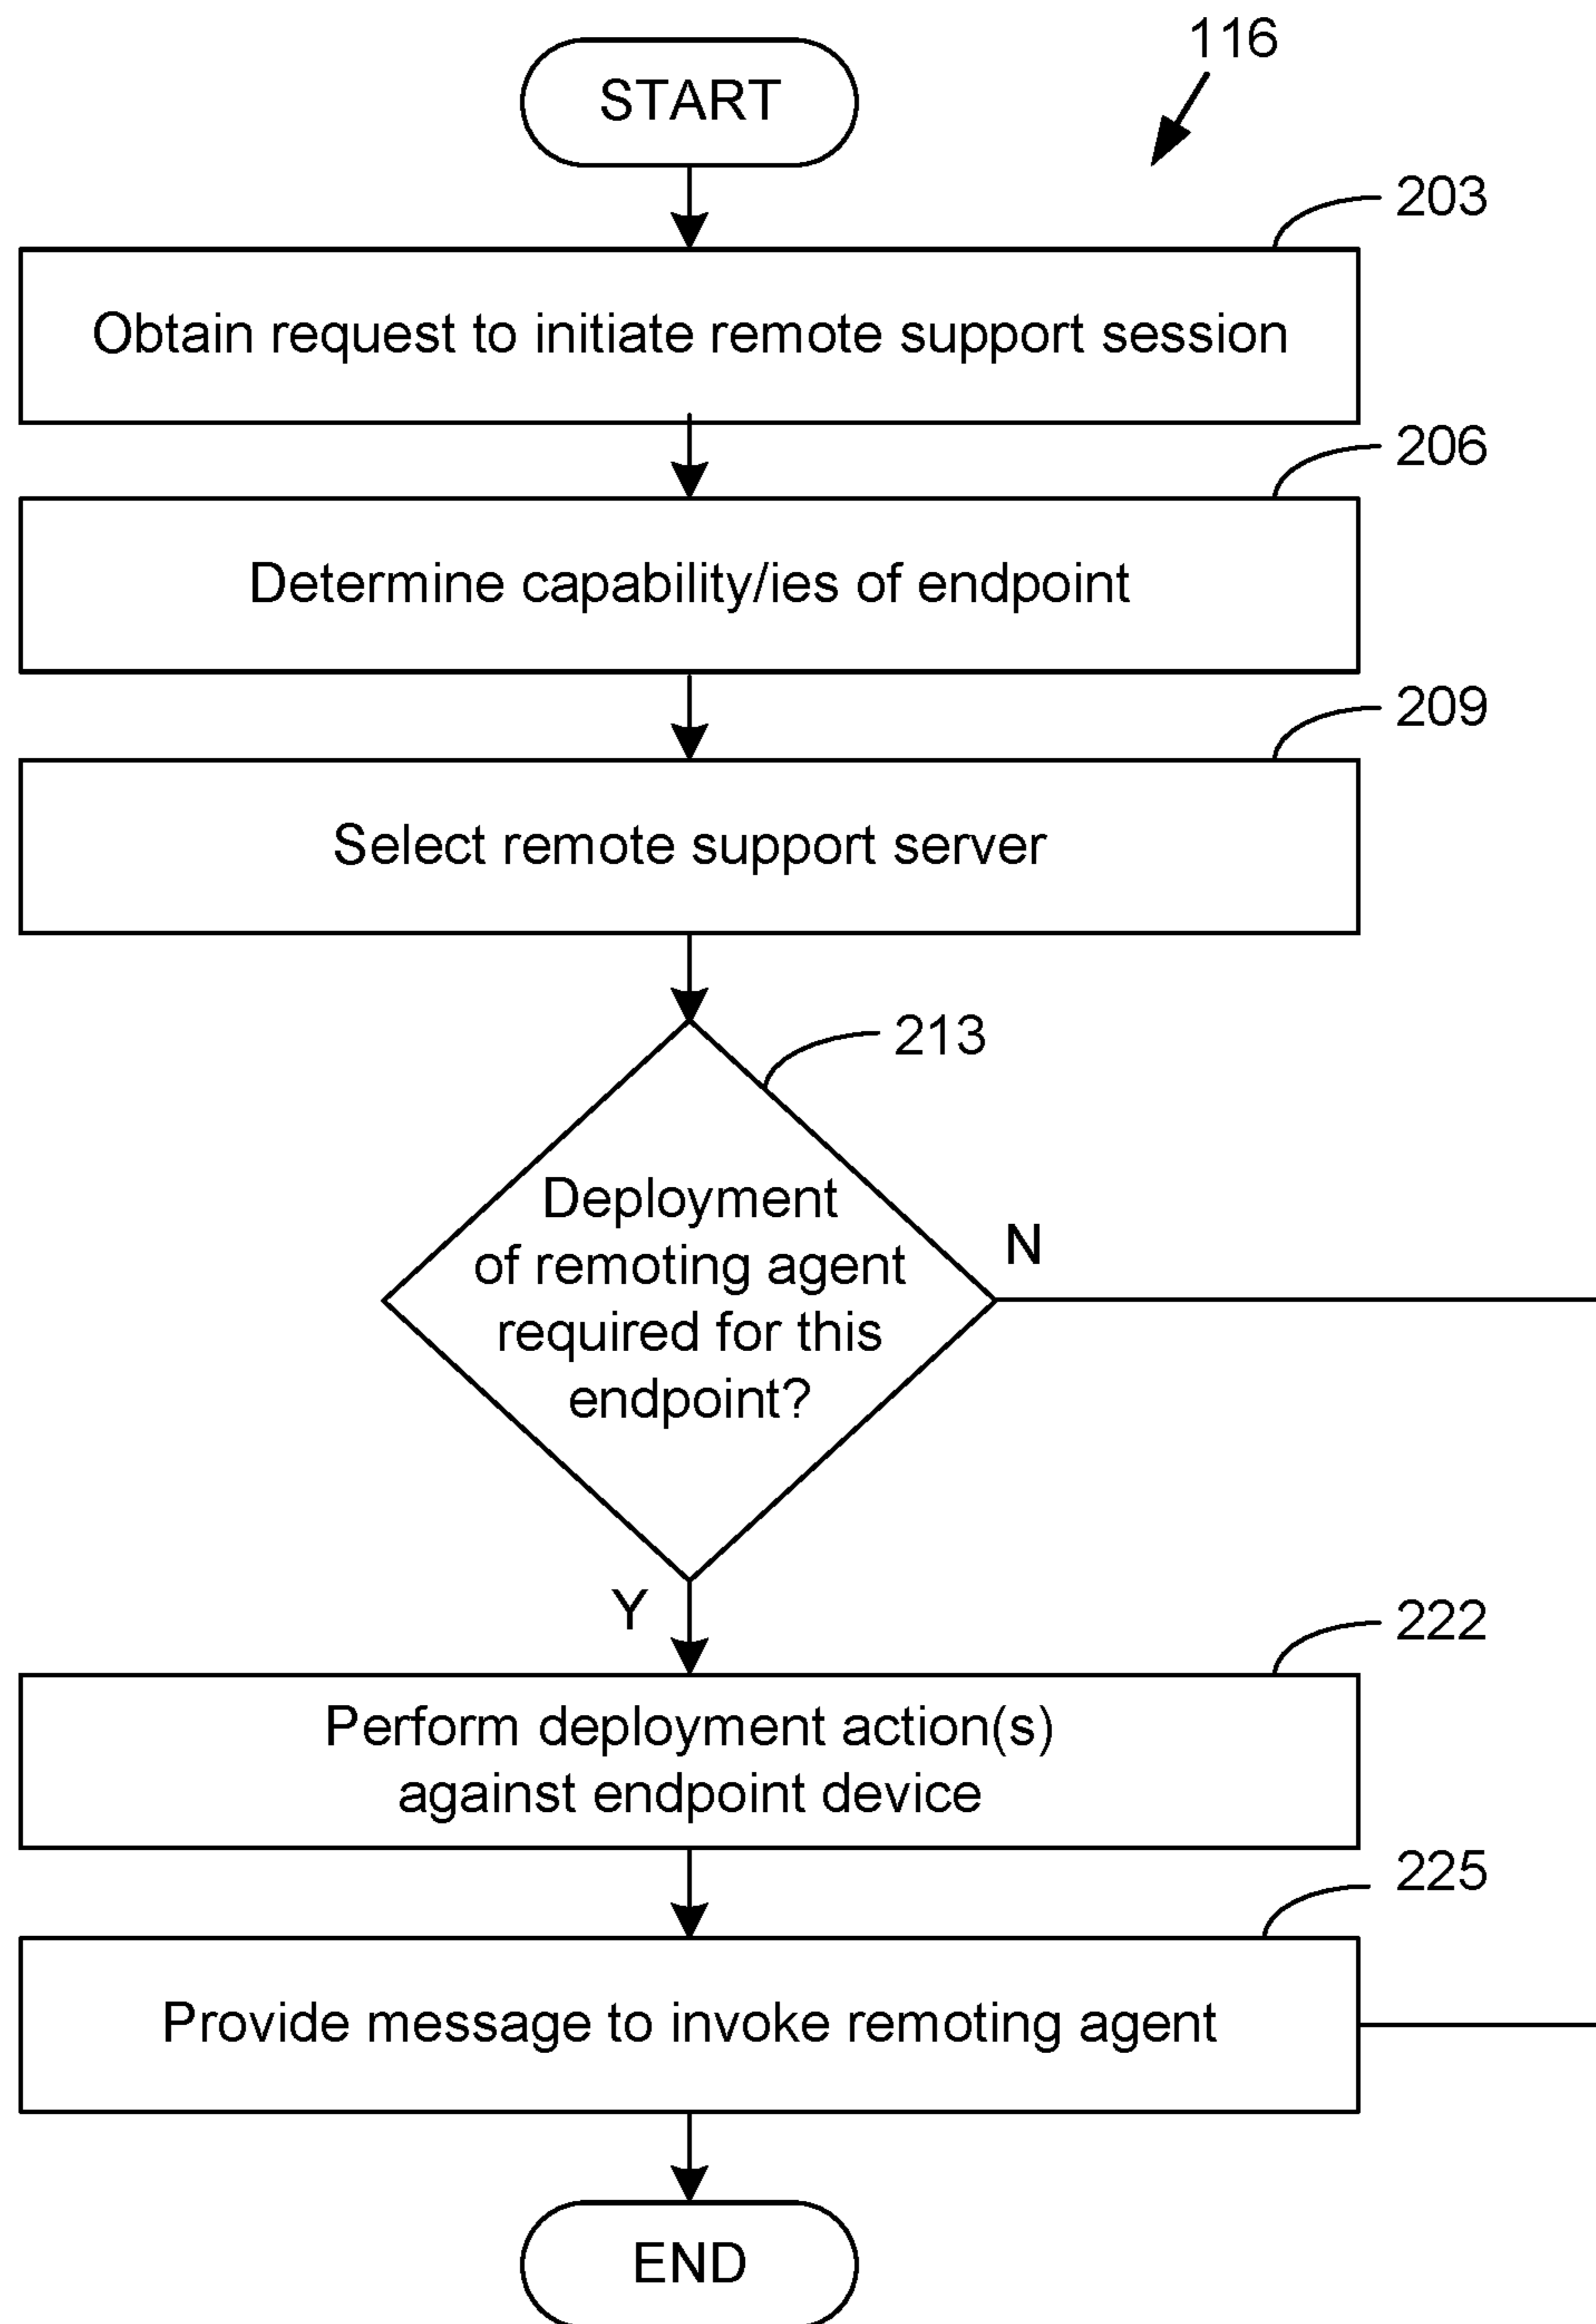 116
START
203
Obtain request to initiate remote support session
206
Determine capability/ies of endpoint
209
Select remote support server
213
Deployment
of remoting agent
required for this
endpoint?
N
Y
222
Perform deployment action(s)
against endpoint device
225
Provide message to invoke remoting agent
END